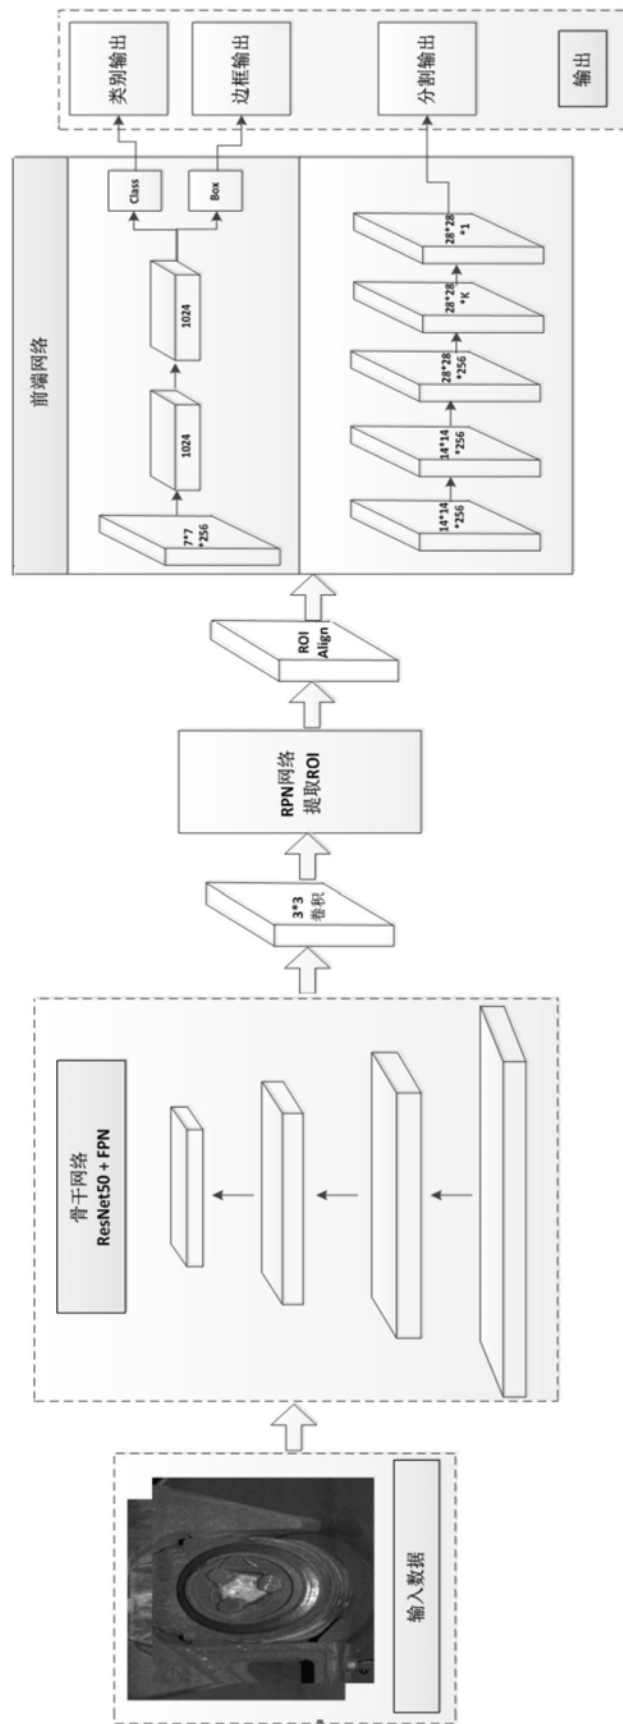 输入数据
骨干网络
ResNet50 + FPN
3*3
卷积
RPN网络
提取ROI
ROI
Align
前端网络
7*7
*256
1024
1024
Class
Box
14*14
*256
14*14
*256
28*28
*256
28*28
*K
28*28
*1
类别输出
边框输出
分割输出
输出